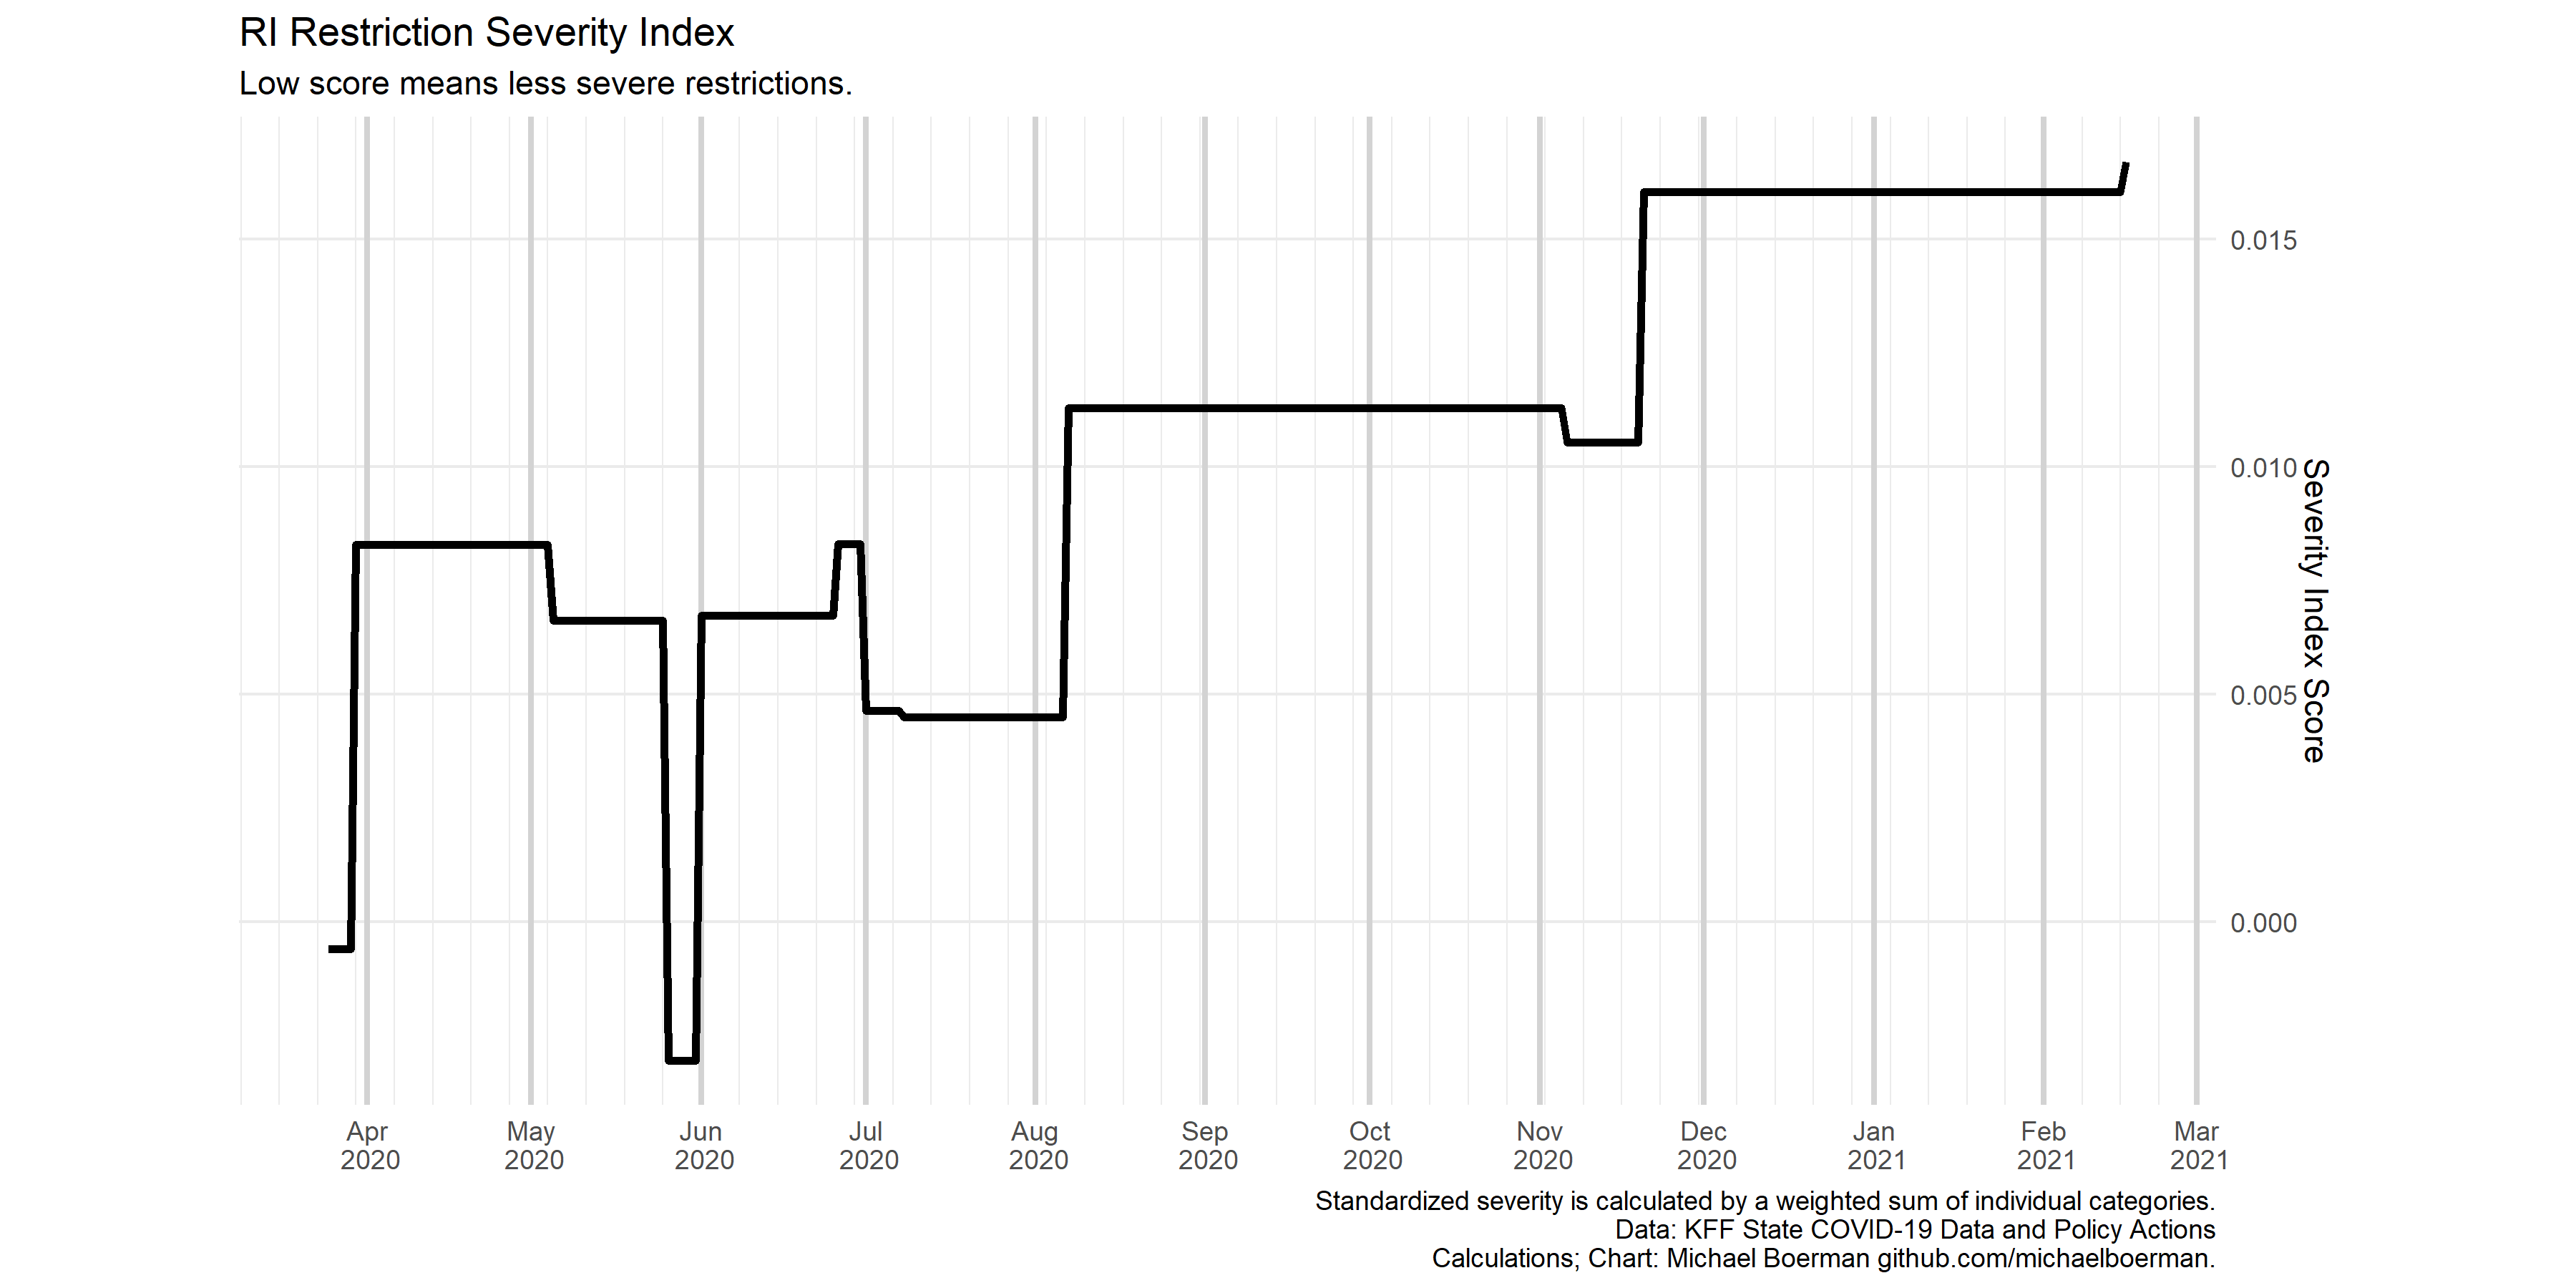 RI Restriction Severity Index
Low score means less severe restrictions.
0.015
0.010
0.005
0.000
Severity Index Score
Apr
2020
May
2020
Jun
2020
Jul
2020
Aug
2020
Sep
2020
Oct
2020
Nov
2020
Dec
2020
Jan
2021
Feb
2021
Mar
2021
Standardized severity is calculated by a weighted sum of individual categories.
Data: KFF State COVID-19 Data and Policy Actions
Calculations; Chart: Michael Boerman github.com/michaelboerman.